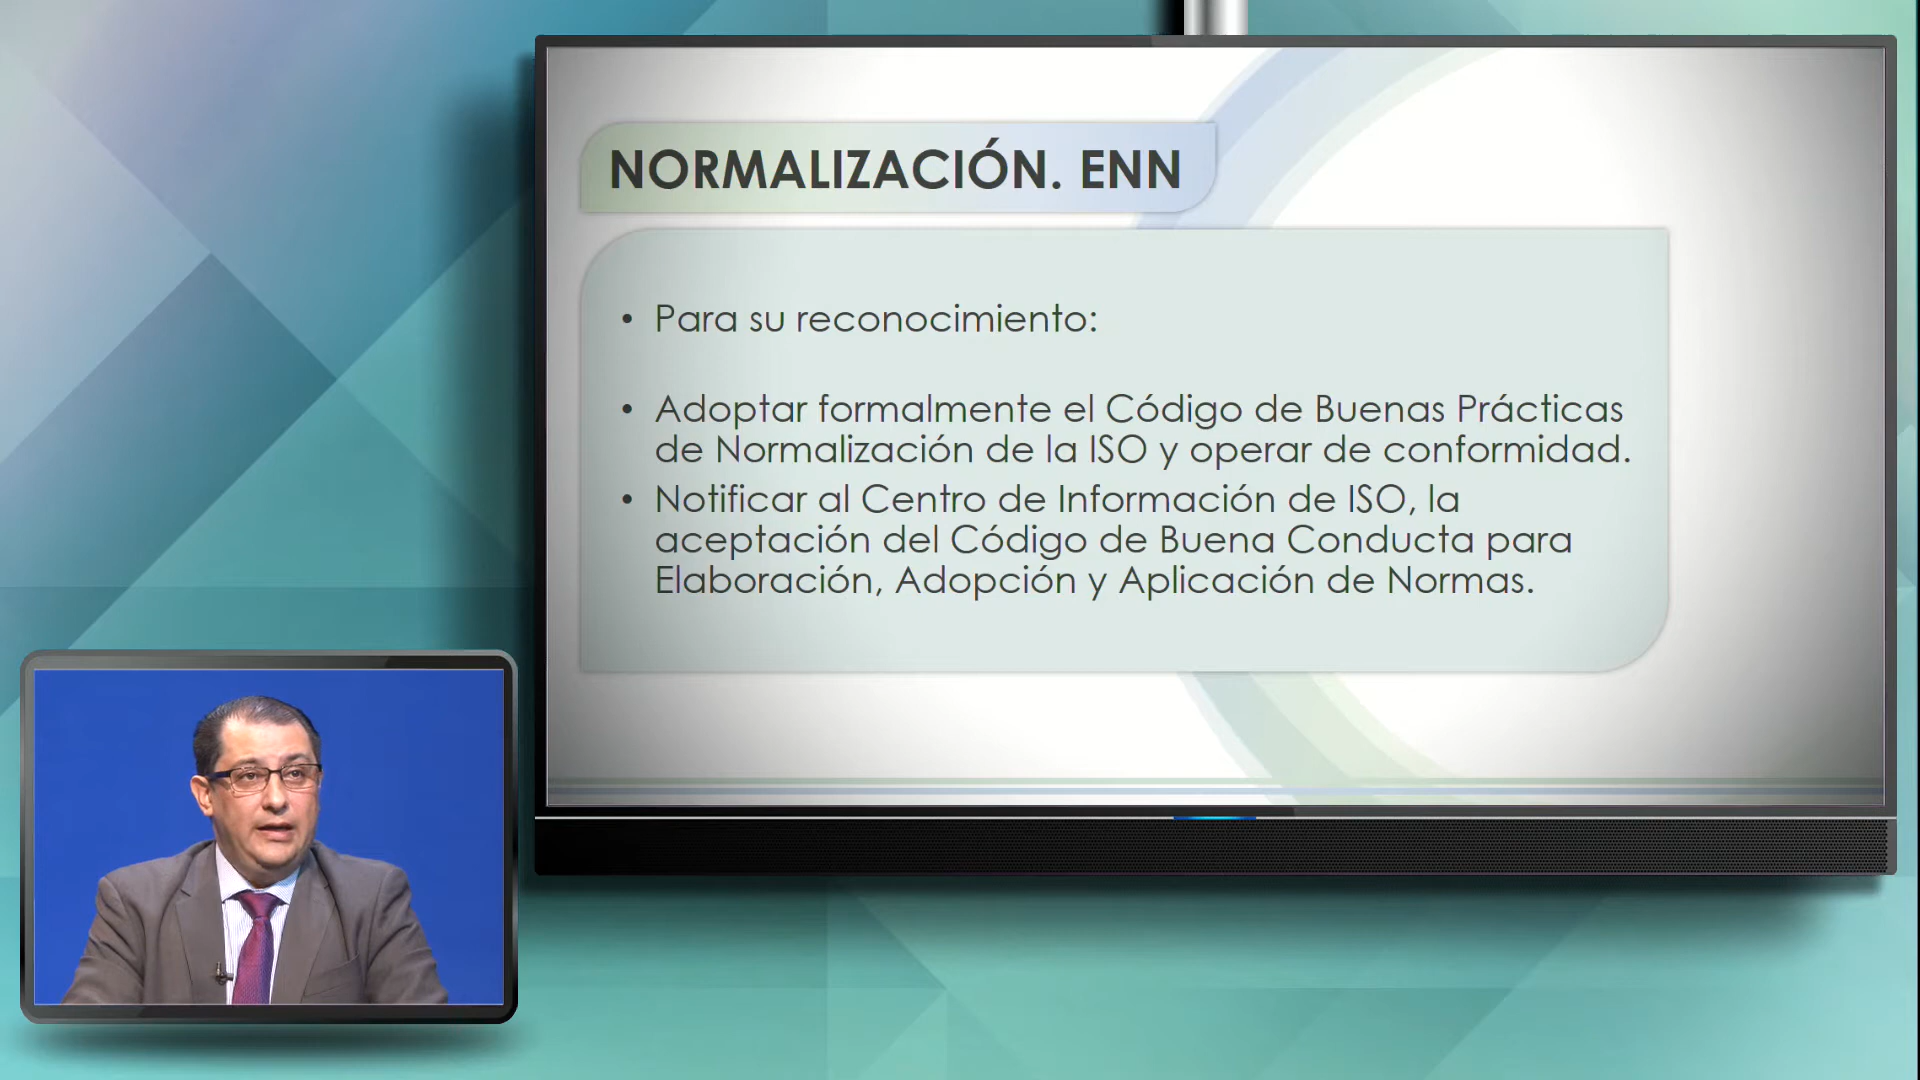 NORMALIZACIÓN. ENN
• Para su reconocimiento:
• Adoptar formalmente el Código de Buenas Prácticas
de Normalización de la ISO y operar de conformidad.
• Notificar al Centro de Información de ISO, la
aceptación del Código de Buena Conducta para
Elaboración, Adopción y Aplicación de Normas.